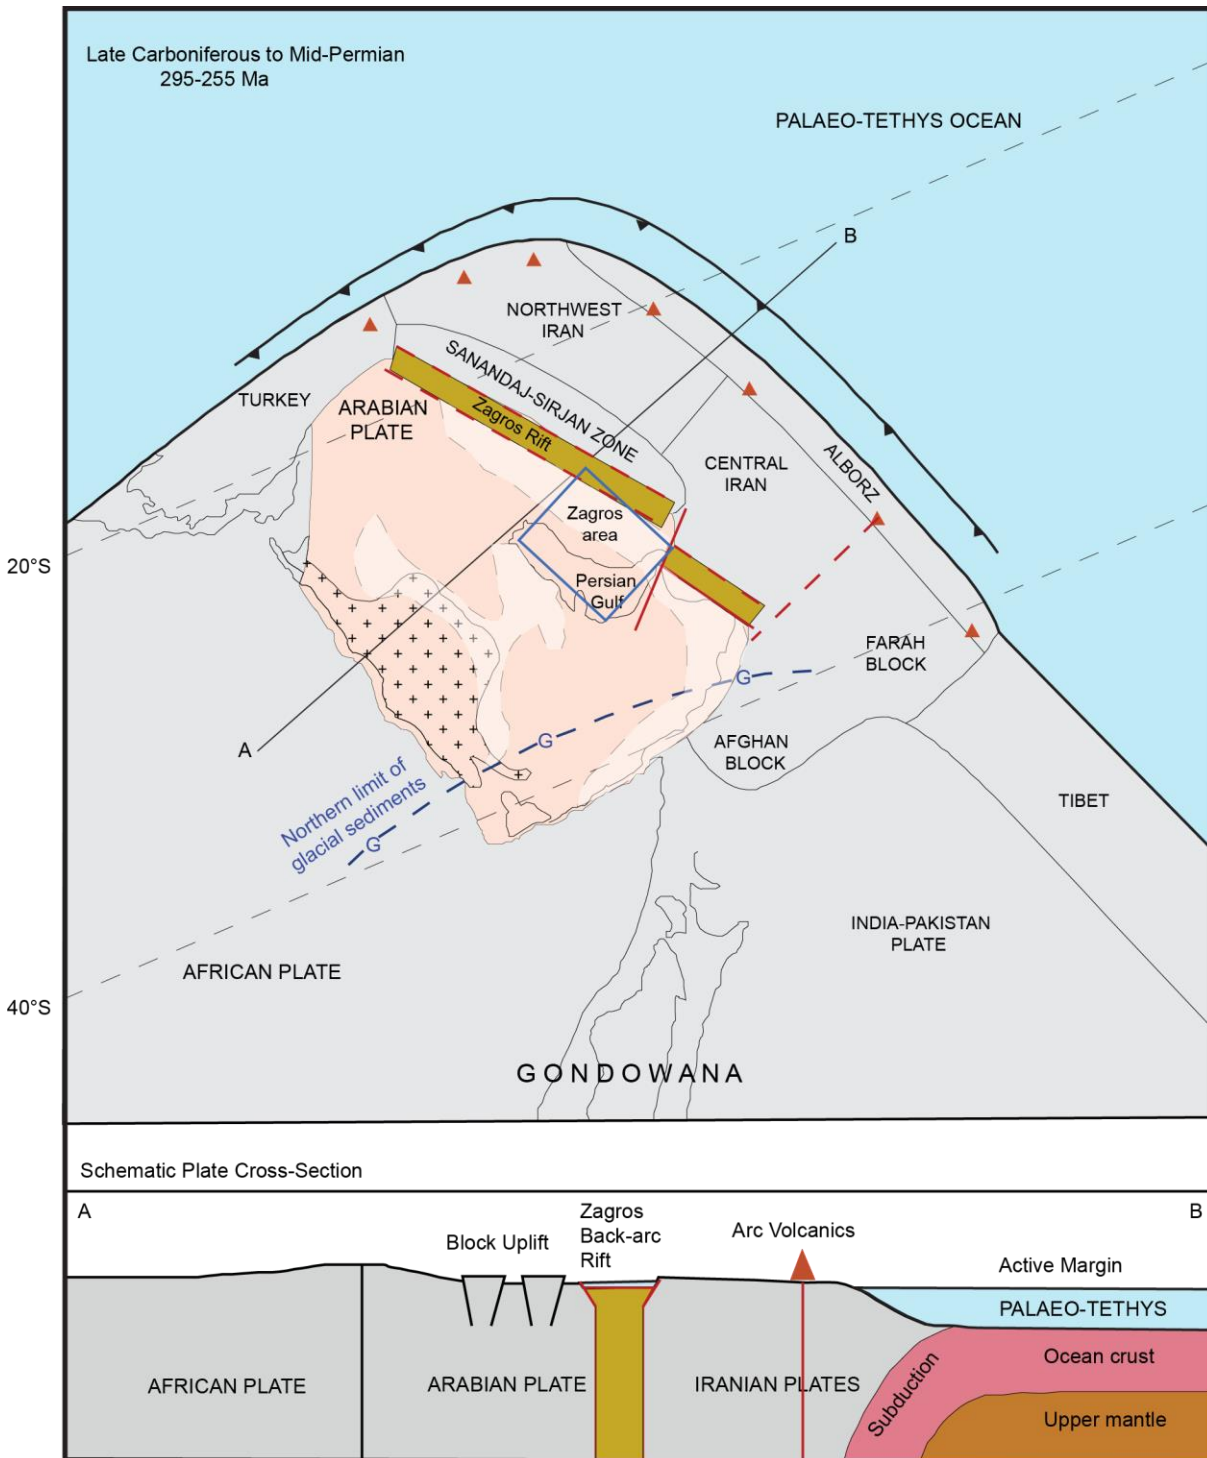 Late Carboniferous to Mid-Permian
295-255 Ma
PALAEO-TETHYS OCEAN
B
NORTHWEST
IRAN
SANANDAJ-SIRJAN ZONE
TURKEY
ARABIAN
PLATE
Zagros Rift
CENTRAL
IRAN
ALBORZ
Zagros
area
20°S
Persian
Gulf
FARAH
BLOCK
G
A
G
AFGHAN
BLOCK
Northern limit of
glacial sediments
G
TIBET
INDIA-PAKISTAN
PLATE
AFRICAN PLATE
40°S
GONDOWANA
Schematic Plate Cross-Section
A
B
Zagros
Back-arc
Rift
Block Uplift
Arc Volcanics
Active Margin
PALAEO-TETHYS
AFRICAN PLATE
ARABIAN PLATE
IRANIAN PLATES
Subduction
Ocean crust
Upper mantle